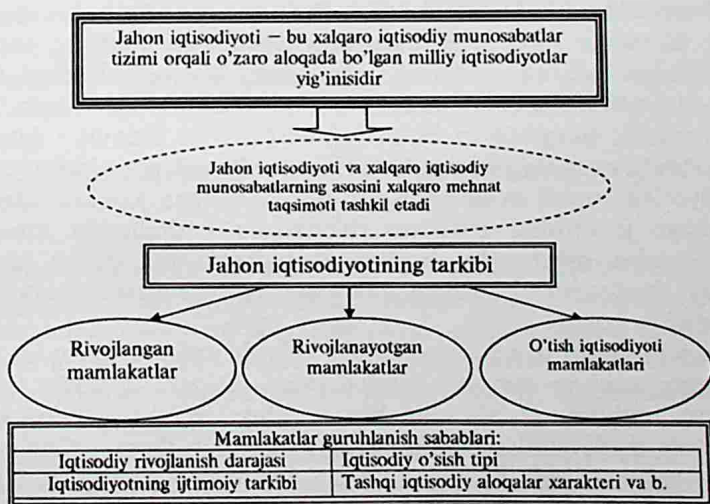 Jahon iqtisodiyoti – bu xalqaro iqtisodiy munosabatlar
tizimi orqali o'zaro aloqada bo'lgan milliy iqtisodiyotlar
yig'inisidir
Jahon iqtisodiyoti va xalqaro iqtisodiy
munosabatlarning asosini xalqaro mehnat
taqsimoti tashkil etadi
Jahon iqtisodiyotining tarkibi
Rivojlangan
mamlakatlar
Rivojlanayotgan
mamlakatlar
O'tish iqtisodiyoti
mamlakatlari
Mamlakatlar guruhlanish sabablari:
Iqtisodiy rivojlanish darajasi
Iqtisodiy o'sish tipi
Iqtisodiyotning ijtimoiy tarkibi
Tashqi iqtisodiy aloqalar xarakteri va b.